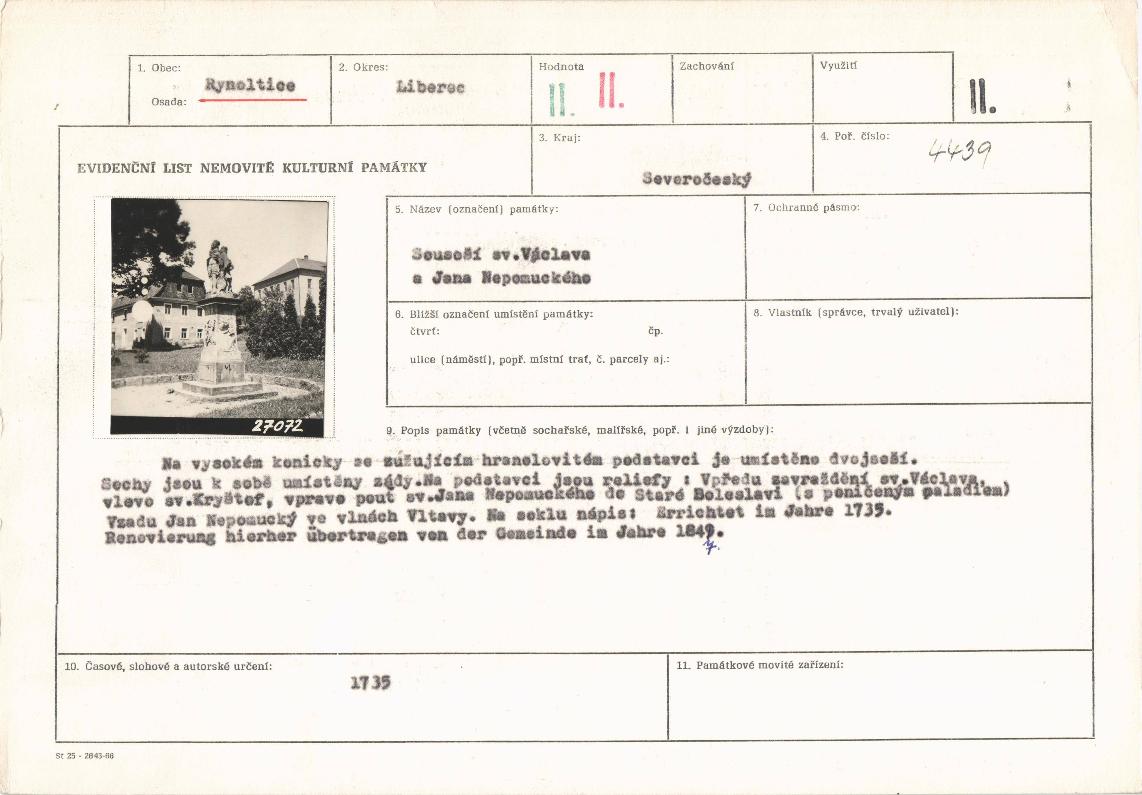 1. Obec:
Rynoltice
Osada:
2. Okres:
Liberec
Hodnota
II. II.
Zachování
Využití
II.
EVIDENČNÍ LIST NEMOVITÉ KULTURNÍ PAMÁTKY
3. Kraj:
Severočeský
4. Poř. číslo:
4439
27072
5. Název (označení) památky:
Sousoší sv.Václava
a Jana Nepomuckého
7. Ochranné pásmo:
6. Bližší označení umístění památky:
čtvrť: čp.
ulice (náměstí), popř. místní trať, č. parcely aj.:
8. Vlastník (správce, trvalý uživatel):
9. Popis památky (včetně sochařské, malířské, popř. i jiné výzdoby):
Na vysokém konicky se zužujícím hranolovitém podstavci je umístěno dvojsoší.
Sochy jsou k sobě umístěny zády.Na podstavci jsou reliefy : Vpředu zavraždění sv.Václava,
vlevo sv.Kryštof, vpravo pouť sv.Jana Nepomuckého do Staré Boleslavi (s poničeným paladiem)
Vzadu Jan Nepomucký ve vlnách Vltavy. Na soklu nápis: Errichtet im Jahre 1735.
Renovierung hierher übertragen von der Gemeinde im Jahre 1849.
7.
10. Časové, slohové a autorské určení:
1735
11. Památkové movité zařízení:
St 25 - 2043-66